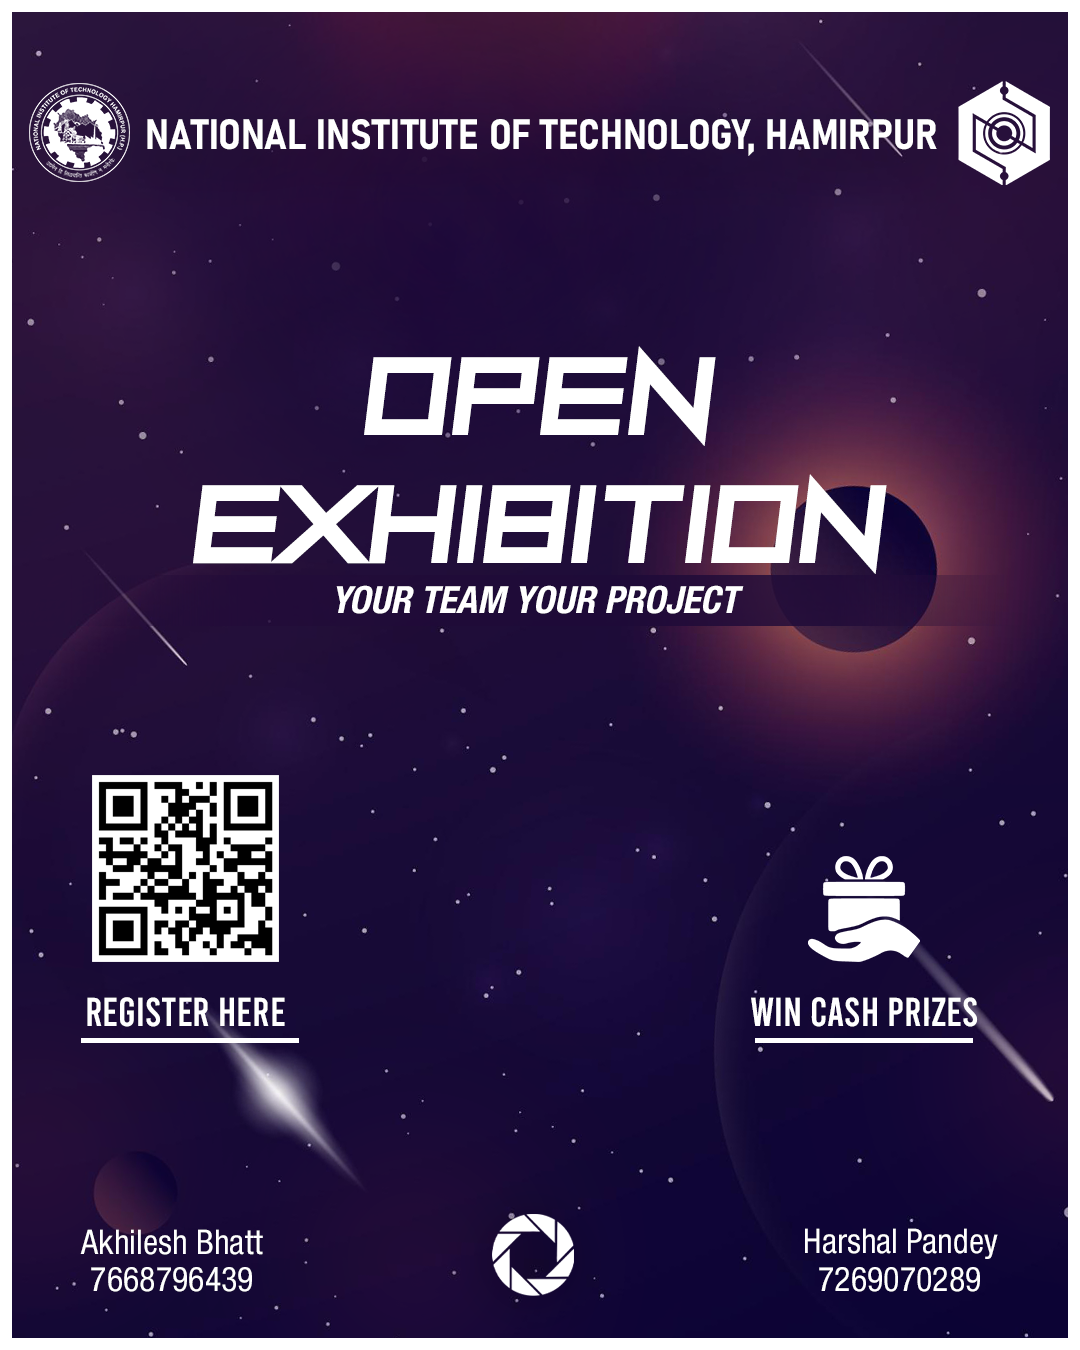 NATIONAL INSTITUTE OF TECHNOLOGY HAMIRPUR (H.P.)
NATIONAL INSTITUTE OF TECHNOLOGY, HAMIRPUR
OPEN
EXHIBITION
YOUR TEAM YOUR PROJECT
REGISTER HERE
WIN CASH PRIZES
Akhilesh Bhatt
7668796439
Harshal Pandey
7269070289